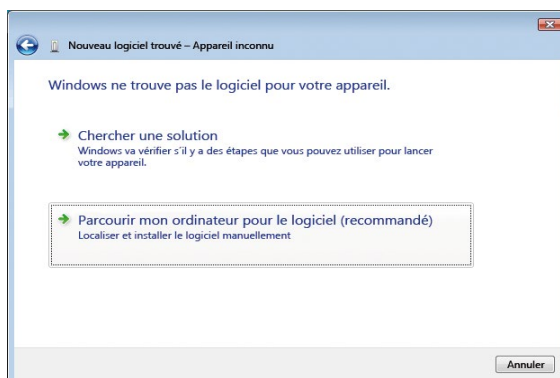 Nouveau logiciel trouvé – Appareil inconnu
Windows ne trouve pas le logiciel pour votre appareil.
Chercher une solution
Windows va vérifier s'il y a des étapes que vous pouvez utiliser pour lancer
votre appareil.
Parcourir mon ordinateur pour le logiciel (recommandé)
Localiser et installer le logiciel manuellement
Annuler